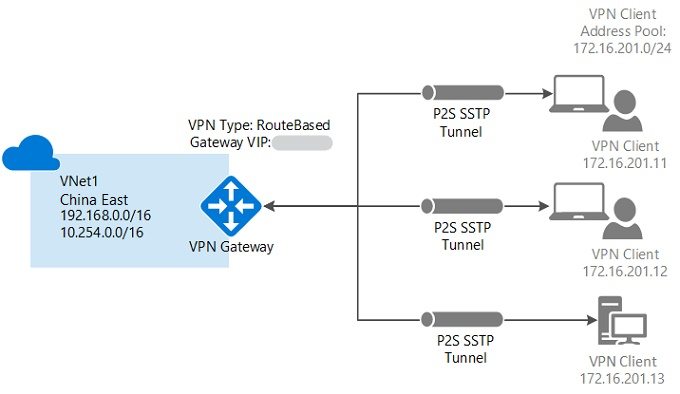 VPN Client
Address Pool:
172.16.201.0/24
P2S SSTP
Tunnel
VPN Type: RouteBased
Gateway VIP:
VPN Client
172.16.201.11
VNet1
China East
192.168.0.0/16
10.254.0.0/16
VPN Gateway
P2S SSTP
Tunnel
VPN Client
172.16.201.12
P2S SSTP
Tunnel
VPN Client
172.16.201.13